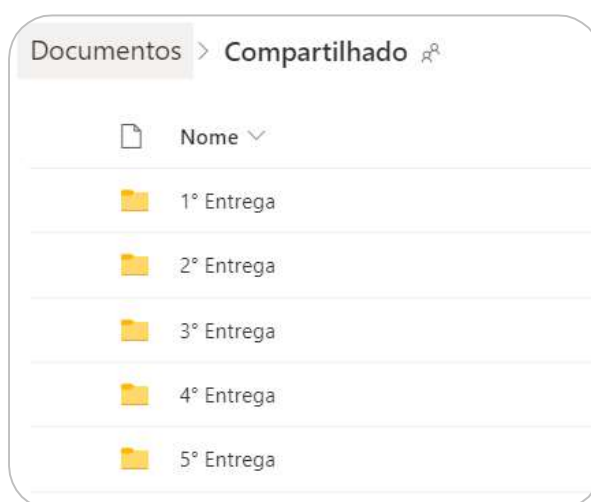 Documentos > Compartilhado
Nome
1° Entrega
2° Entrega
3° Entrega
4° Entrega
5° Entrega